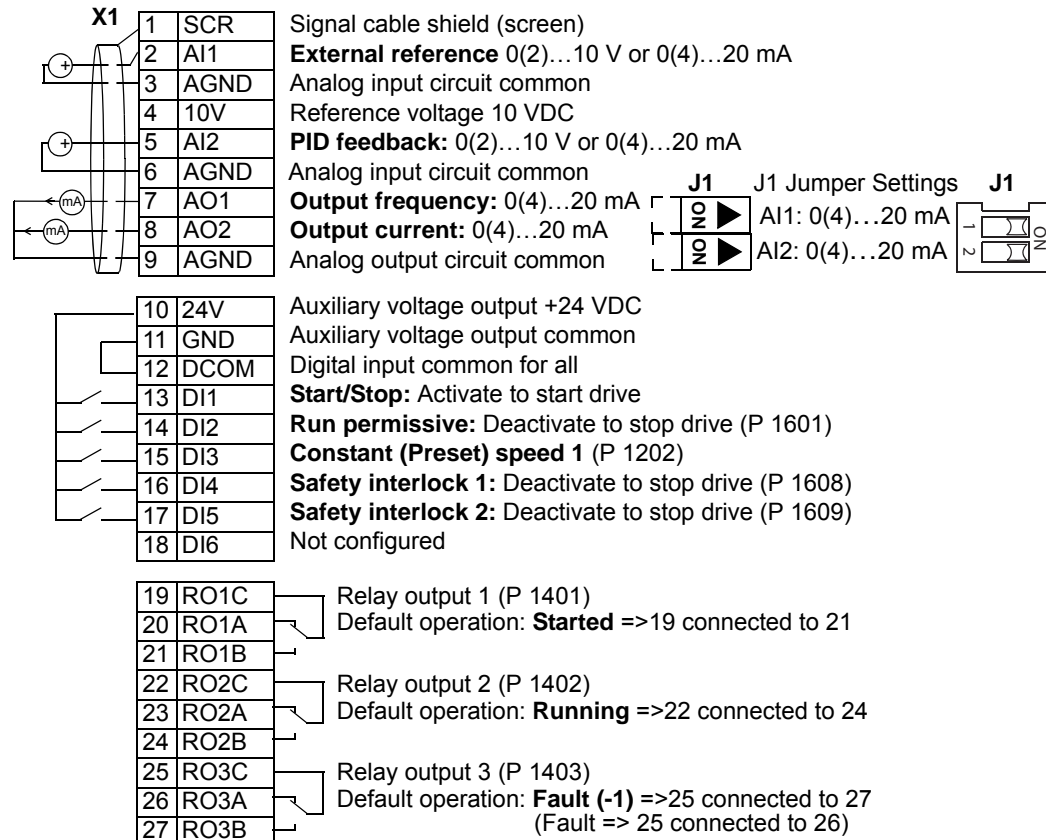 X1
1 SCR Signal cable shield (screen)
2 AI1 External reference 0(2)…10 V or 0(4)…20 mA
3 AGND Analog input circuit common
4 10V Reference voltage 10 VDC
5 AI2 PID feedback: 0(2)…10 V or 0(4)…20 mA
6 AGND Analog input circuit common
7 AO1 Output frequency: 0(4)…20 mA
8 AO2 Output current: 0(4)…20 mA
9 AGND Analog output circuit common
+
+
mA
mA
J1 J1 Jumper Settings J1
ON AI1: 0(4)…20 mA
ON AI2: 0(4)…20 mA
1 2 ON
10 24V Auxiliary voltage output +24 VDC
11 GND Auxiliary voltage output common
12 DCOM Digital input common for all
13 DI1 Start/Stop: Activate to start drive
14 DI2 Run permissive: Deactivate to stop drive (P 1601)
15 DI3 Constant (Preset) speed 1 (P 1202)
16 DI4 Safety interlock 1: Deactivate to stop drive (P 1608)
17 DI5 Safety interlock 2: Deactivate to stop drive (P 1609)
18 DI6 Not configured
19 RO1C Relay output 1 (P 1401)
20 RO1A Default operation: Started =>19 connected to 21
21 RO1B
22 RO2C Relay output 2 (P 1402)
23 RO2A Default operation: Running =>22 connected to 24
24 RO2B
25 RO3C Relay output 3 (P 1403)
26 RO3A Default operation: Fault (-1) =>25 connected to 27
27 RO3B (Fault => 25 connected to 26)